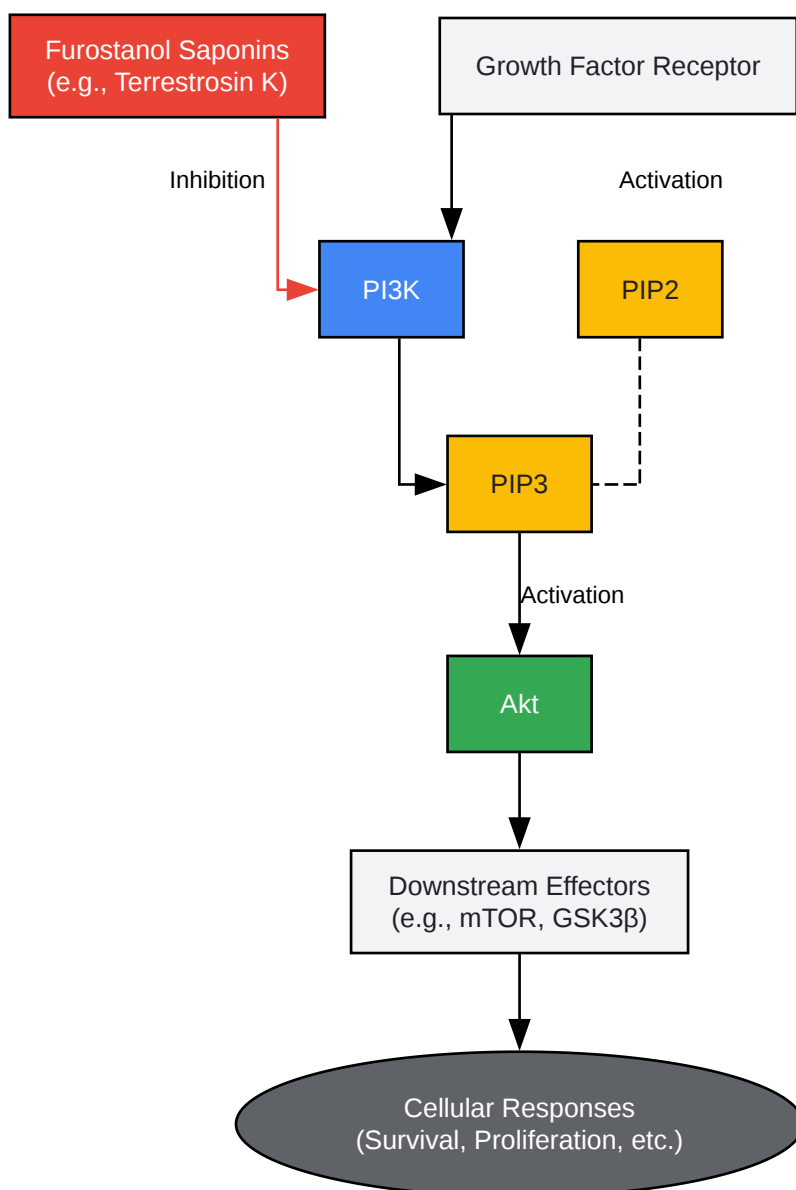 Furostanol Saponins
(e.g., Terrestrosin K)
Growth Factor Receptor
Inhibition
Activation
PI3K
PIP2
PIP3
Activation
Akt
Downstream Effectors
(e.g., mTOR, GSK3β)
Cellular Responses
(Survival, Proliferation, etc.)